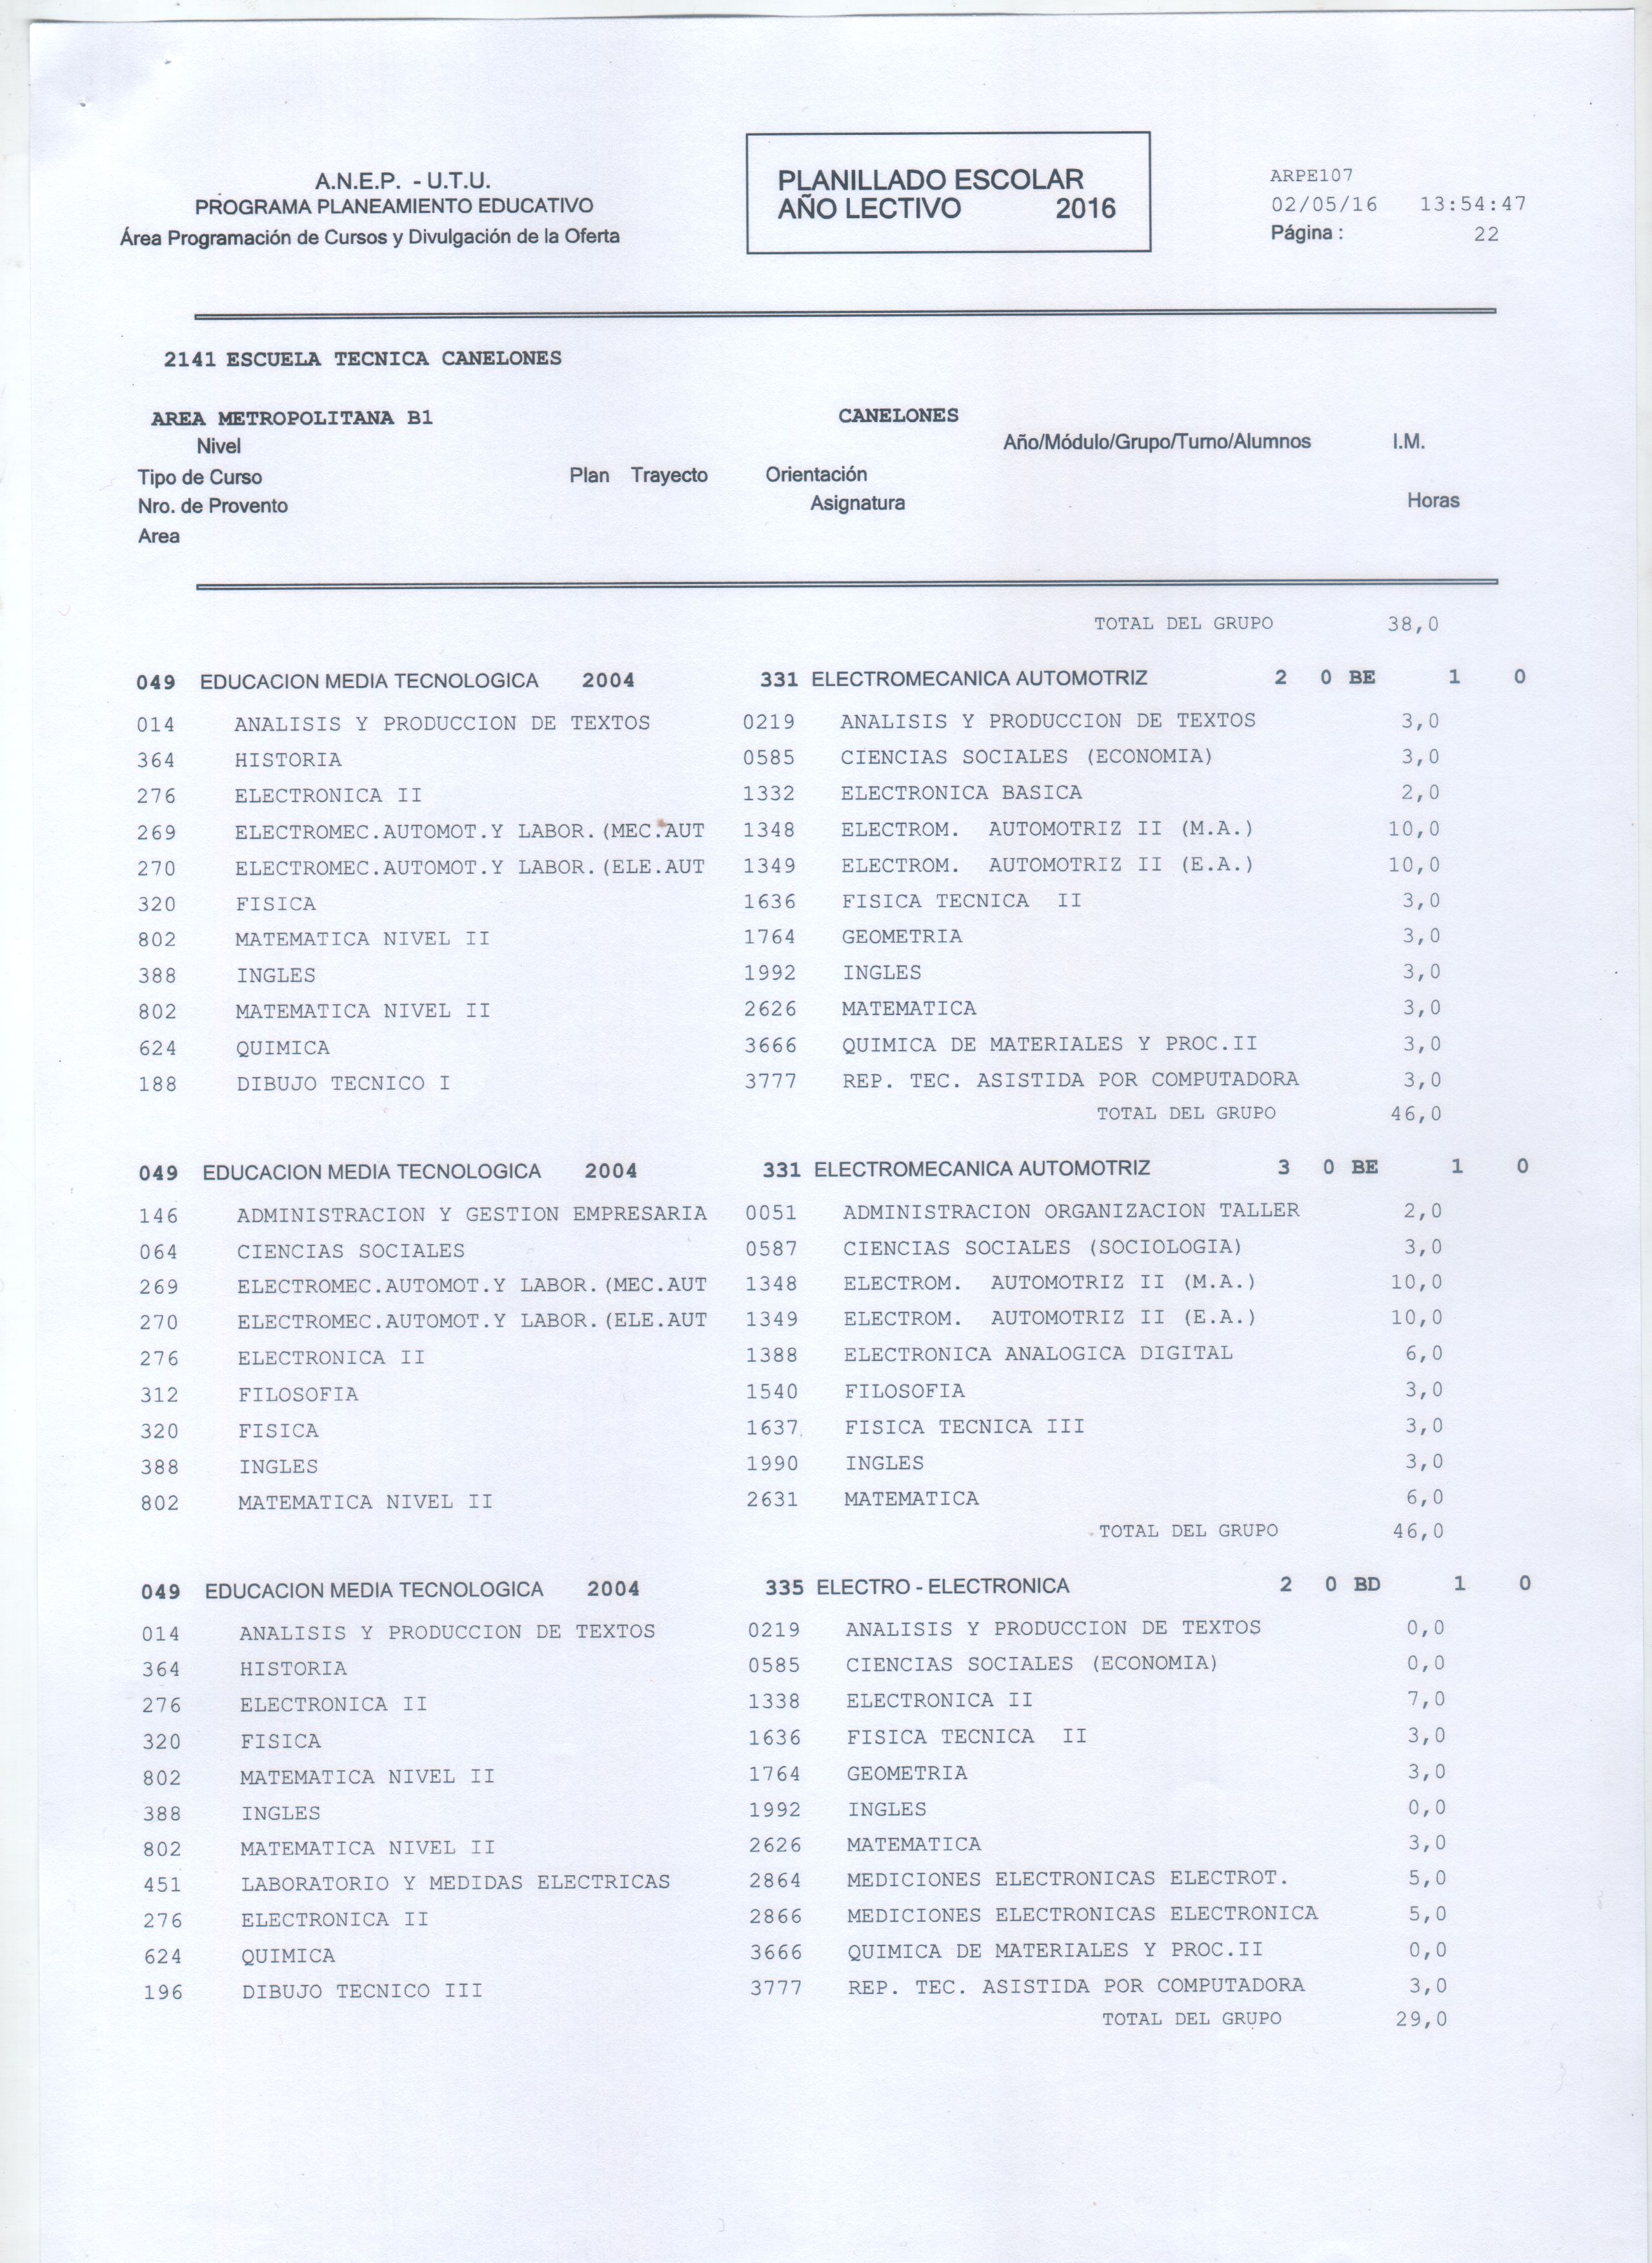 A.N.E.P. - U.T.U.
PROGRAMA PLANEAMIENTO EDUCATIVO
Área Programación de Cursos y Divulgación de la Oferta
PLANILLADO ESCOLAR
AÑO LECTIVO 2016
ARPE107
02/05/16 13:54:47
Página : 22
2141 ESCUELA TECNICA CANELONES
AREA METROPOLITANA B1 CANELONES
Nivel Año/Módulo/Grupo/Turno/Alumnos I.M.
Tipo de Curso Plan Trayecto Orientación
Nro. de Provento Asignatura Horas
Area
TOTAL DEL GRUPO 38,0
049 EDUCACION MEDIA TECNOLOGICA 2004 331 ELECTROMECANICA AUTOMOTRIZ 2 0 BE 1 0
014 ANALISIS Y PRODUCCION DE TEXTOS 0219 ANALISIS Y PRODUCCION DE TEXTOS 3,0
364 HISTORIA 0585 CIENCIAS SOCIALES (ECONOMIA) 3,0
276 ELECTRONICA II 1332 ELECTRONICA BASICA 2,0
269 ELECTROMEC.AUTOMOT.Y LABOR.(MEC.AUT 1348 ELECTROM. AUTOMOTRIZ II (M.A.) 10,0
270 ELECTROMEC.AUTOMOT.Y LABOR.(ELE.AUT 1349 ELECTROM. AUTOMOTRIZ II (E.A.) 10,0
320 FISICA 1636 FISICA TECNICA II 3,0
802 MATEMATICA NIVEL II 1764 GEOMETRIA 3,0
388 INGLES 1992 INGLES 3,0
802 MATEMATICA NIVEL II 2626 MATEMATICA 3,0
624 QUIMICA 3666 QUIMICA DE MATERIALES Y PROC.II 3,0
188 DIBUJO TECNICO I 3777 REP. TEC. ASISTIDA POR COMPUTADORA 3,0
TOTAL DEL GRUPO 46,0
049 EDUCACION MEDIA TECNOLOGICA 2004 331 ELECTROMECANICA AUTOMOTRIZ 3 0 BE 1 0
146 ADMINISTRACION Y GESTION EMPRESARIA 0051 ADMINISTRACION ORGANIZACION TALLER 2,0
064 CIENCIAS SOCIALES 0587 CIENCIAS SOCIALES (SOCIOLOGIA) 3,0
269 ELECTROMEC.AUTOMOT.Y LABOR.(MEC.AUT 1348 ELECTROM. AUTOMOTRIZ II (M.A.) 10,0
270 ELECTROMEC.AUTOMOT.Y LABOR.(ELE.AUT 1349 ELECTROM. AUTOMOTRIZ II (E.A.) 10,0
276 ELECTRONICA II 1388 ELECTRONICA ANALOGICA DIGITAL 6,0
312 FILOSOFIA 1540 FILOSOFIA 3,0
320 FISICA 1637 FISICA TECNICA III 3,0
388 INGLES 1990 INGLES 3,0
802 MATEMATICA NIVEL II 2631 MATEMATICA 6,0
TOTAL DEL GRUPO 46,0
049 EDUCACION MEDIA TECNOLOGICA 2004 335 ELECTRO - ELECTRONICA 2 0 BD 1 0
014 ANALISIS Y PRODUCCION DE TEXTOS 0219 ANALISIS Y PRODUCCION DE TEXTOS 0,0
364 HISTORIA 0585 CIENCIAS SOCIALES (ECONOMIA) 0,0
276 ELECTRONICA II 1338 ELECTRONICA II 7,0
320 FISICA 1636 FISICA TECNICA II 3,0
802 MATEMATICA NIVEL II 1764 GEOMETRIA 3,0
388 INGLES 1992 INGLES 0,0
802 MATEMATICA NIVEL II 2626 MATEMATICA 3,0
451 LABORATORIO Y MEDIDAS ELECTRICAS 2864 MEDICIONES ELECTRONICAS ELECTROT. 5,0
276 ELECTRONICA II 2866 MEDICIONES ELECTRONICAS ELECTRONICA 5,0
624 QUIMICA 3666 QUIMICA DE MATERIALES Y PROC.II 0,0
196 DIBUJO TECNICO III 3777 REP. TEC. ASISTIDA POR COMPUTADORA 3,0
TOTAL DEL GRUPO 29,0